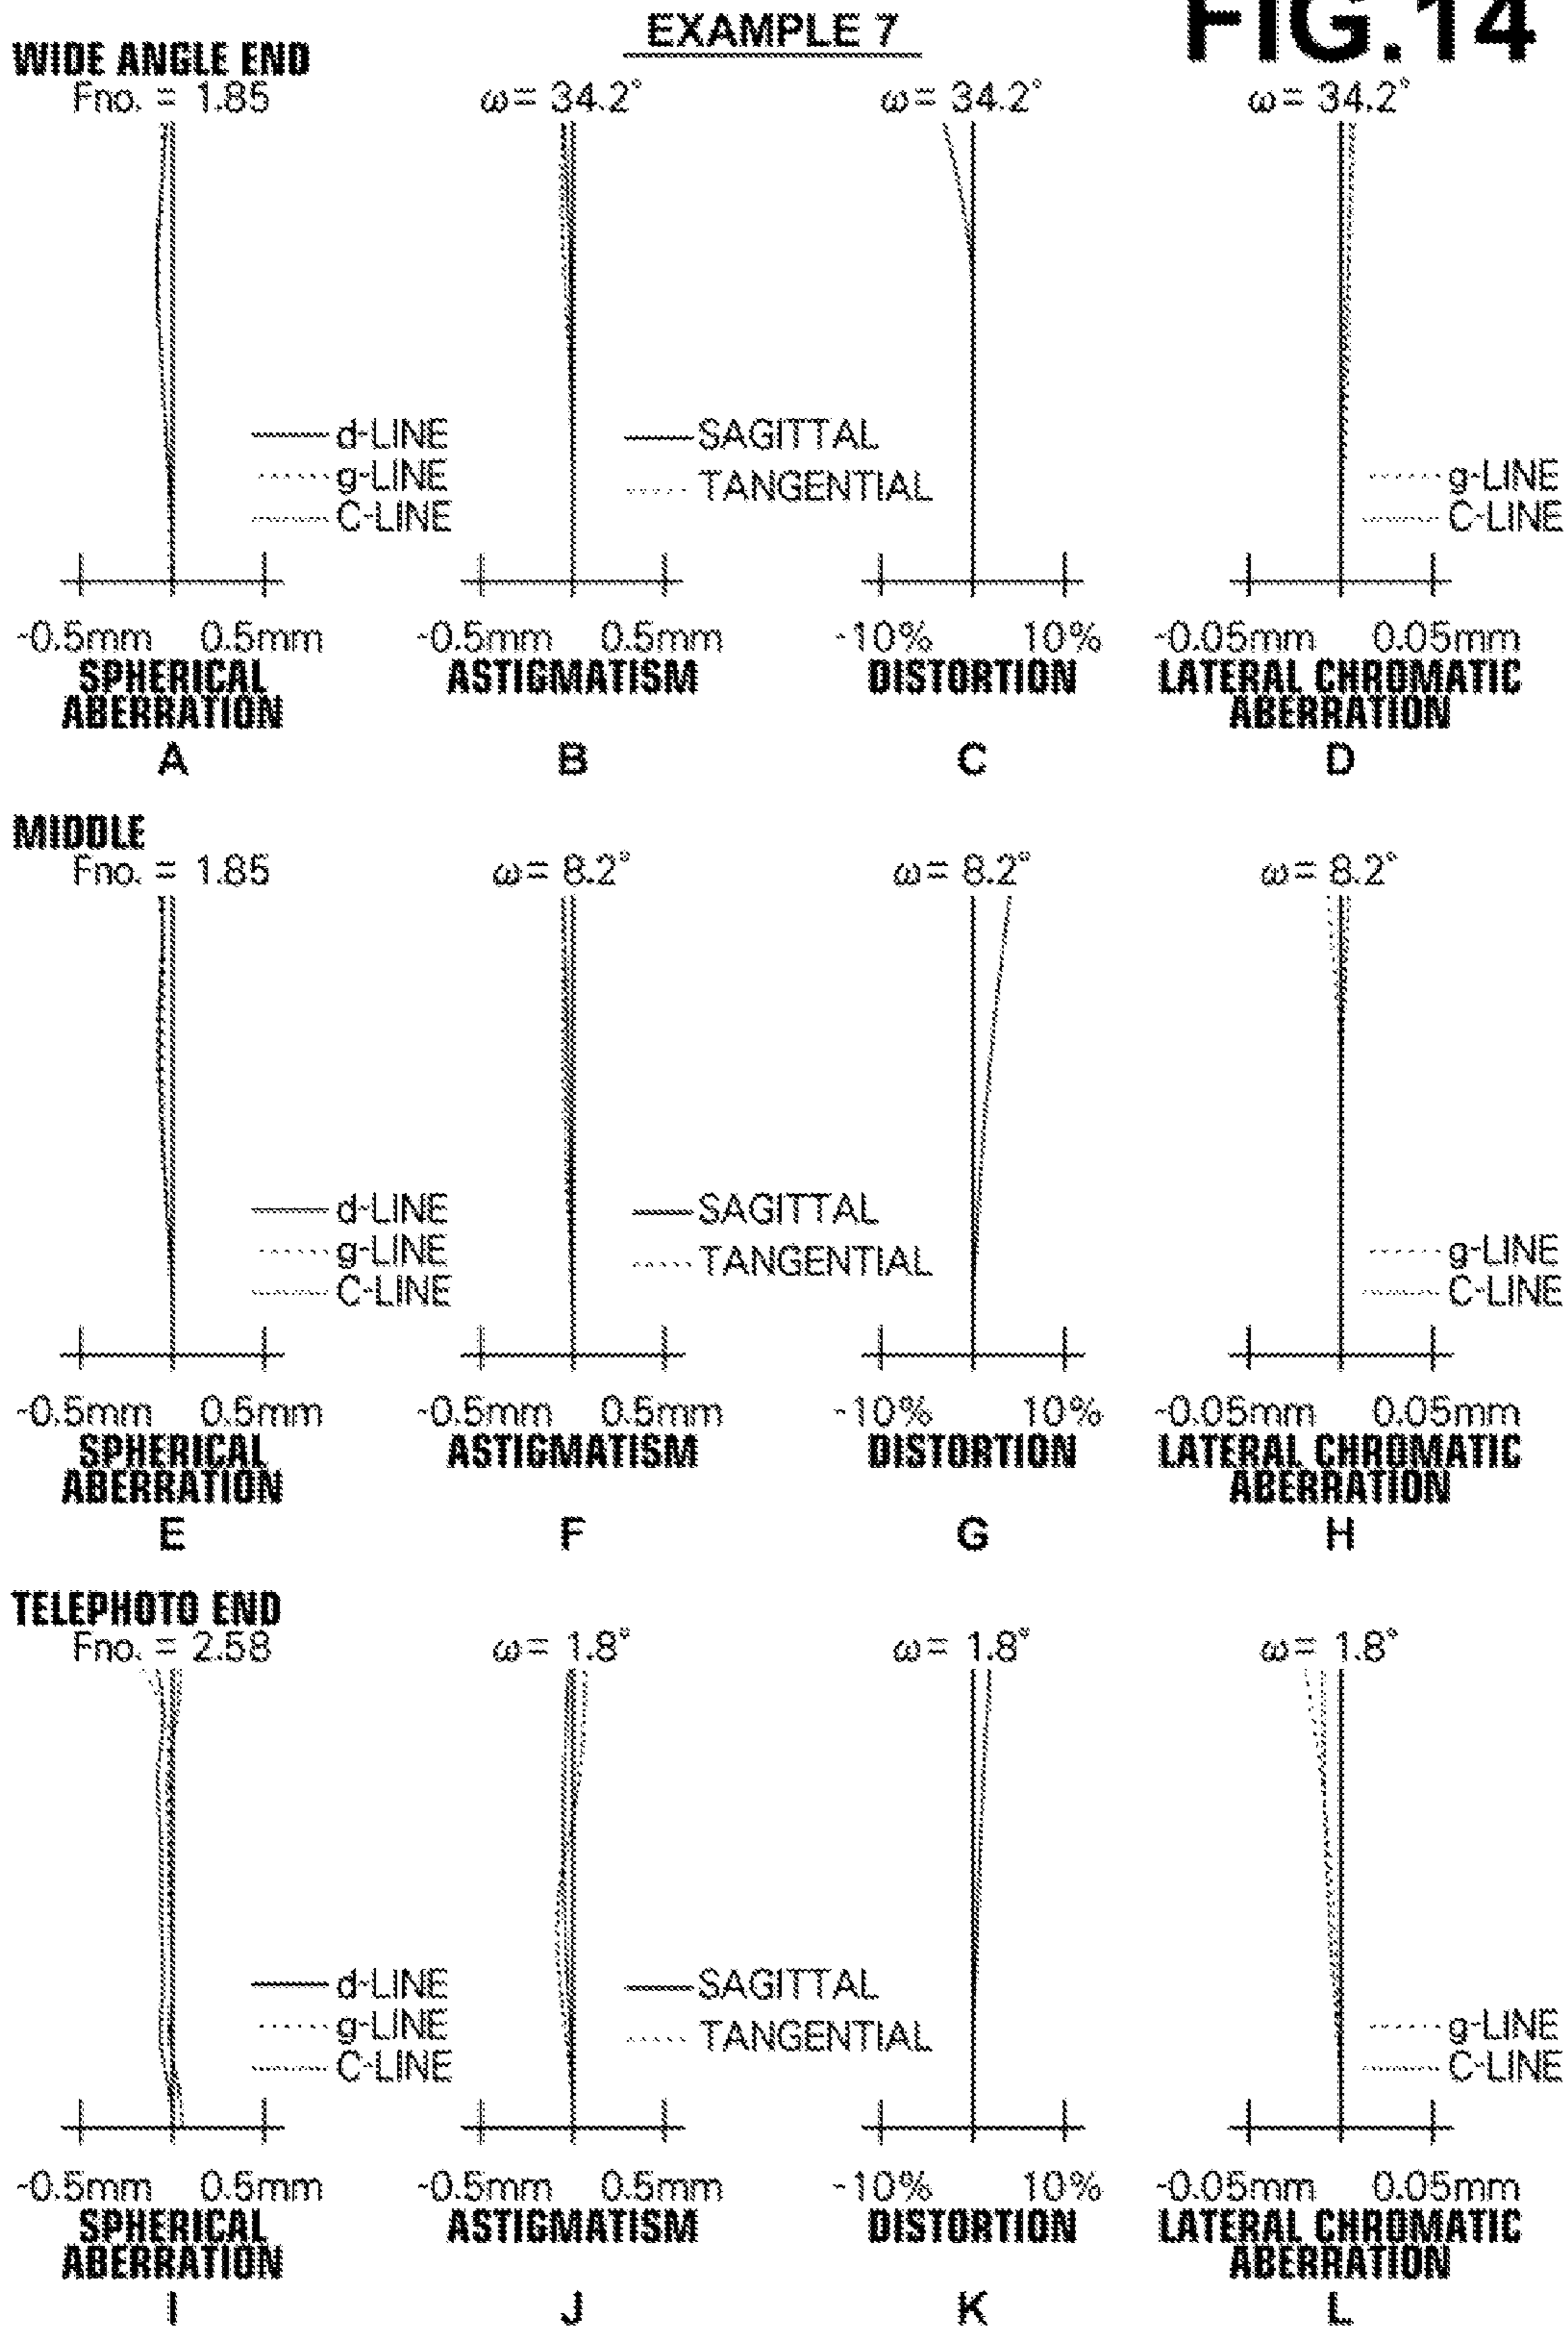 EXAMPLE 7
FIG.14
WIDE ANGLE END
Fno. = 1.85
ω= 34.2°
ω= 34.2°
ω= 34.2°
d-LINE
g-LINE
C-LINE
SAGITTAL
TANGENTIAL
g-LINE
C-LINE
-0.5mm 0.5mm
-0.5mm 0.5mm
-10% 10%
-0.05mm 0.05mm
SPHERICAL
ABERRATION
ASTIGMATISM
DISTORTION
LATERAL CHROMATIC
ABERRATION
A
B
C
D
MIDDLE
Fno. = 1.85
ω= 8.2°
ω= 8.2°
ω= 8.2°
d-LINE
g-LINE
C-LINE
SAGITTAL
TANGENTIAL
g-LINE
C-LINE
-0.5mm 0.5mm
-0.5mm 0.5mm
-10% 10%
-0.05mm 0.05mm
SPHERICAL
ABERRATION
ASTIGMATISM
DISTORTION
LATERAL CHROMATIC
ABERRATION
E
F
G
H
TELEPHOTO END
Fno. = 2.58
ω= 1.8°
ω= 1.8°
ω= 1.8°
d-LINE
g-LINE
C-LINE
SAGITTAL
TANGENTIAL
g-LINE
C-LINE
-0.5mm 0.5mm
-0.5mm 0.5mm
-10% 10%
-0.05mm 0.05mm
SPHERICAL
ABERRATION
ASTIGMATISM
DISTORTION
LATERAL CHROMATIC
ABERRATION
I
J
K
L